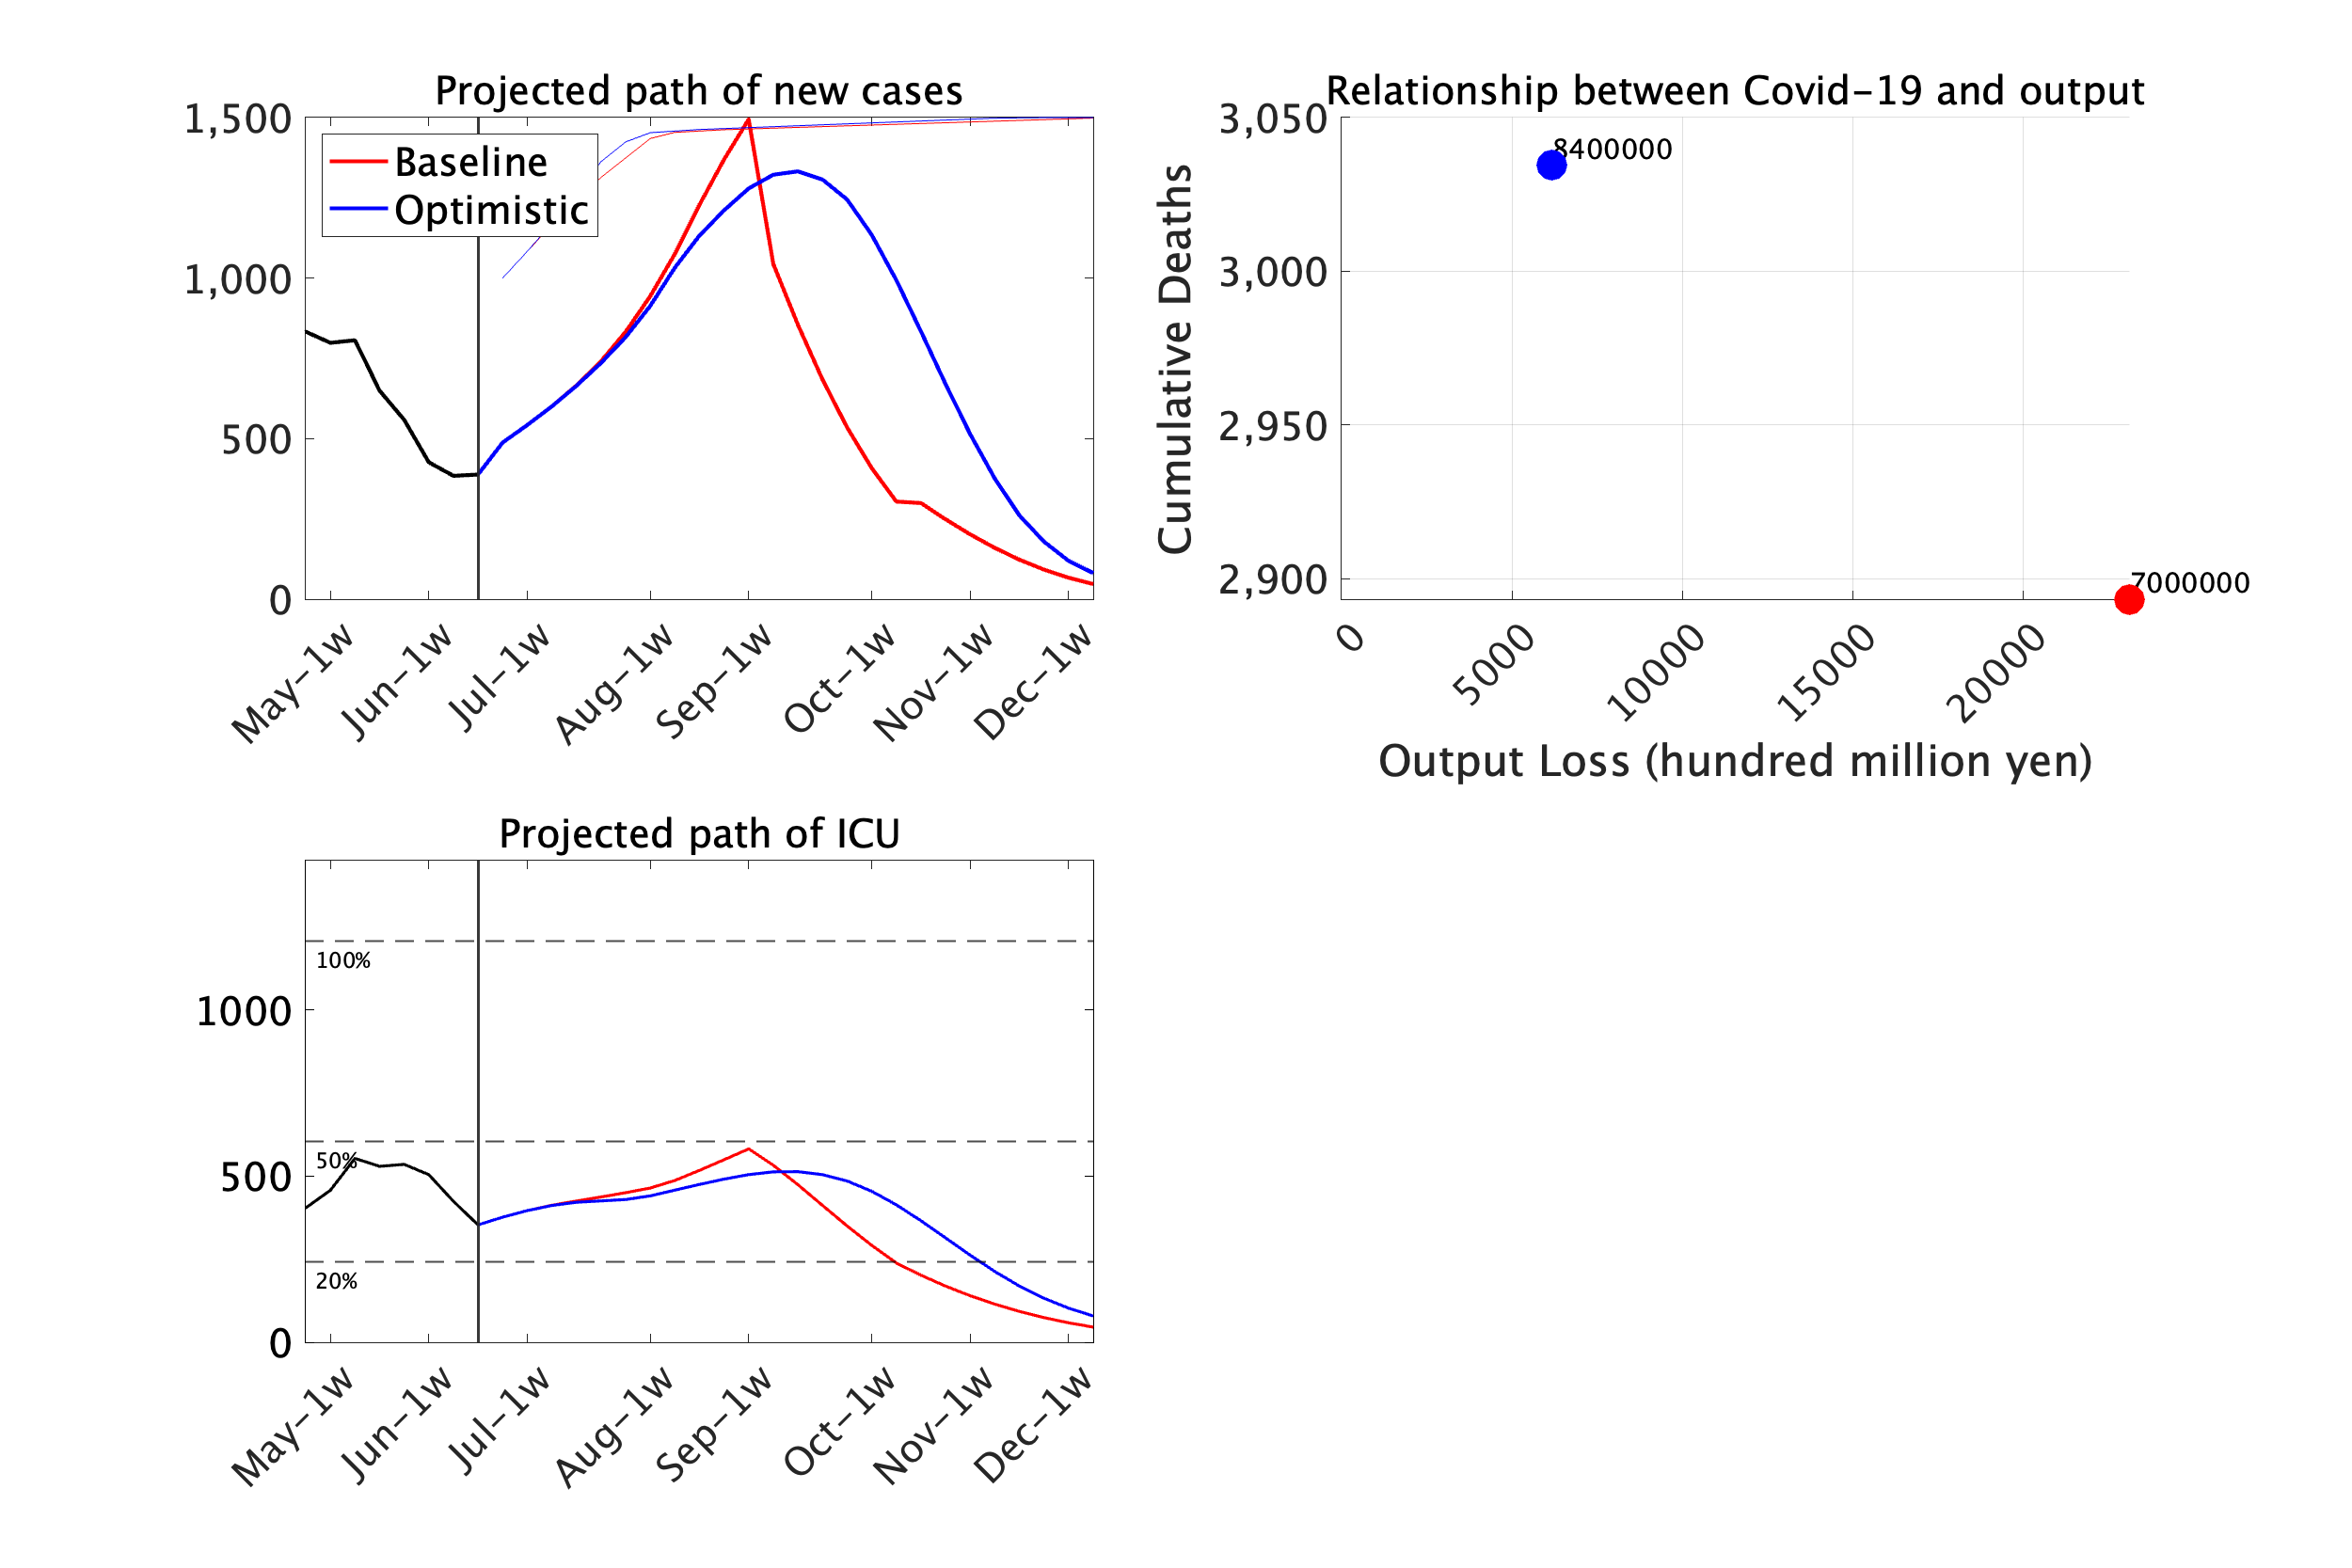 Projected path of new cases
1,500
1,000
500
0
Baseline
Optimistic
May-1w
Jun-1w
Jul-1w
Aug-1w
Sep-1w
Oct-1w
Nov-1w
Dec-1w
Relationship between Covid-19 and output
Cumulative Deaths
3,050
3,000
2,950
2,900
8400000
7000000
0
5000
10000
15000
20000
Output Loss (hundred million yen)
Projected path of ICU
1000
500
0
100%
50%
20%
May-1w
Jun-1w
Jul-1w
Aug-1w
Sep-1w
Oct-1w
Nov-1w
Dec-1w